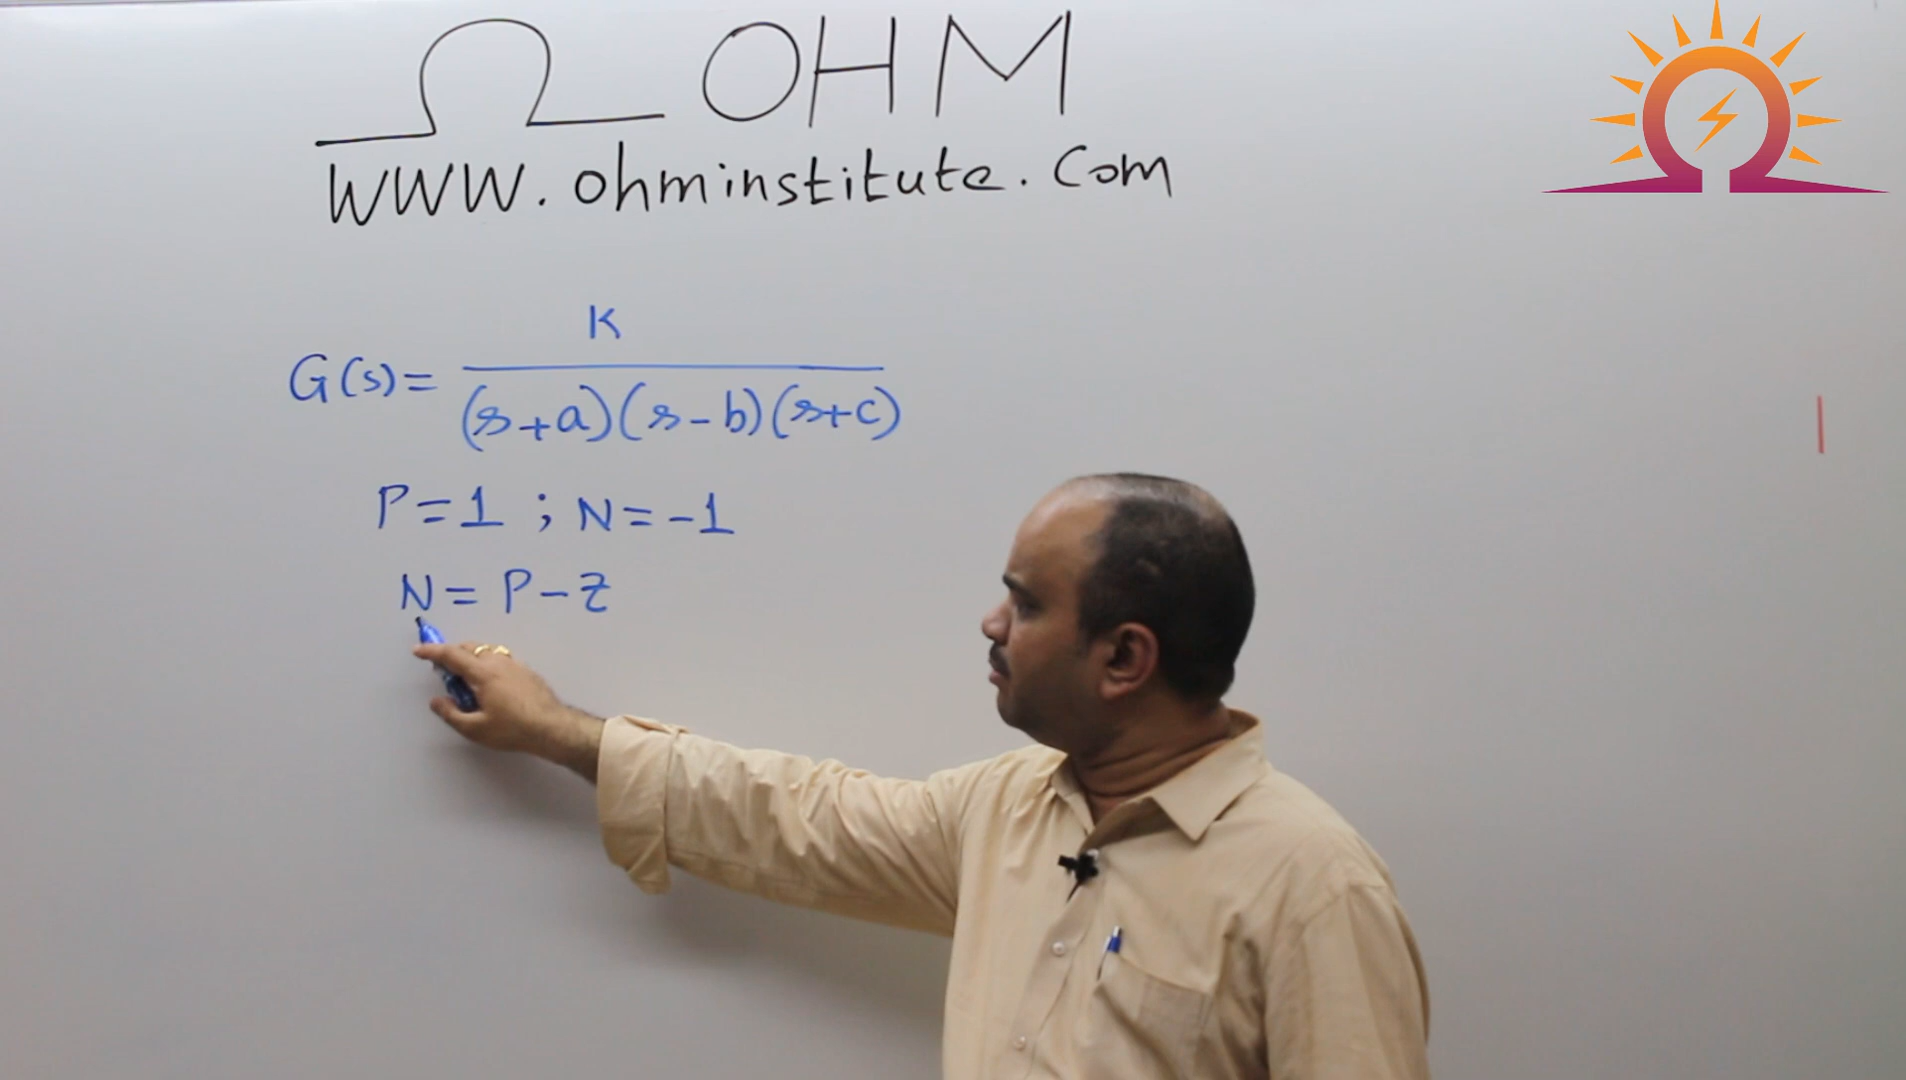 Ω OHM
www.ohminstitute.com
K
G(s)= 
(s+a)(s-b)(s+c)
P=1 ; N=-1
N= P-Z